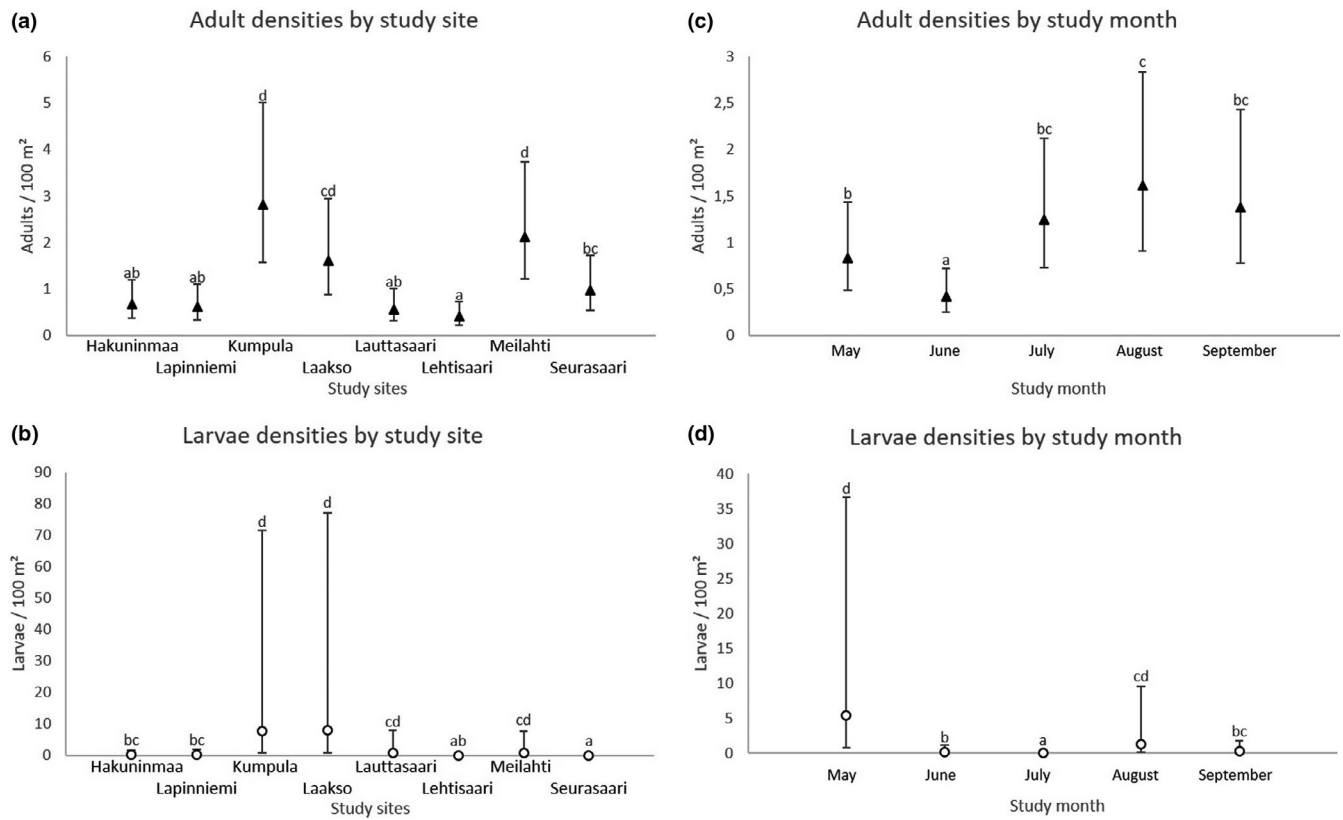 (a) Adult densities by study site
6
5
4
3
2
1
0
Adults / 100 m²
ab ab d cd ab a d bc
Hakuninmaa Kumpula Lauttasaari Meilahti
Lapinniemi Laakso Lehtisaari Seurasaari
Study sites
(c) Adult densities by study month
3
2,5
2
1,5
1
0,5
0
Adults / 100 m²
b a bc c bc
May June July August September
Study month
(b) Larvae densities by study site
90
80
70
60
50
40
30
20
10
0
Larvae / 100 m²
bc bc d d cd ab cd a
Hakuninmaa Kumpula Lauttasaari Meilahti
Lapinniemi Laakso Lehtisaari Seurasaari
Study sites
(d) Larvae densities by study month
40
35
30
25
20
15
10
5
0
Larvae / 100 m²
d b a cd bc
May June July August September
Study month